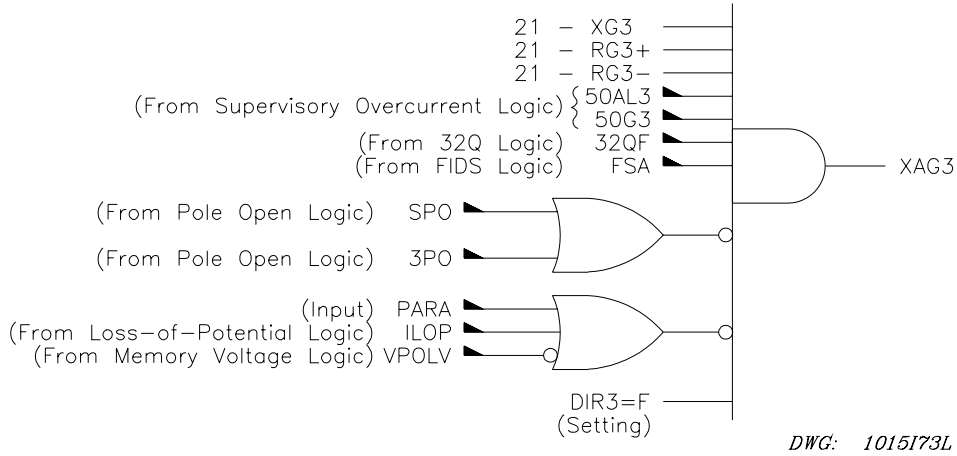 21 - XG3
21 - RG3+
21 - RG3-
(From Supervisory Overcurrent Logic) { 50AL3
50G3
(From 32Q Logic) 32QF
(From FIDS Logic) FSA
XAG3
(From Pole Open Logic) SPO
(From Pole Open Logic) 3PO
(Input) PARA
(From Loss-of-Potential Logic) ILOP
(From Memory Voltage Logic) VPOLV
DIR3=F
(Setting)
DWG: 1015I73L